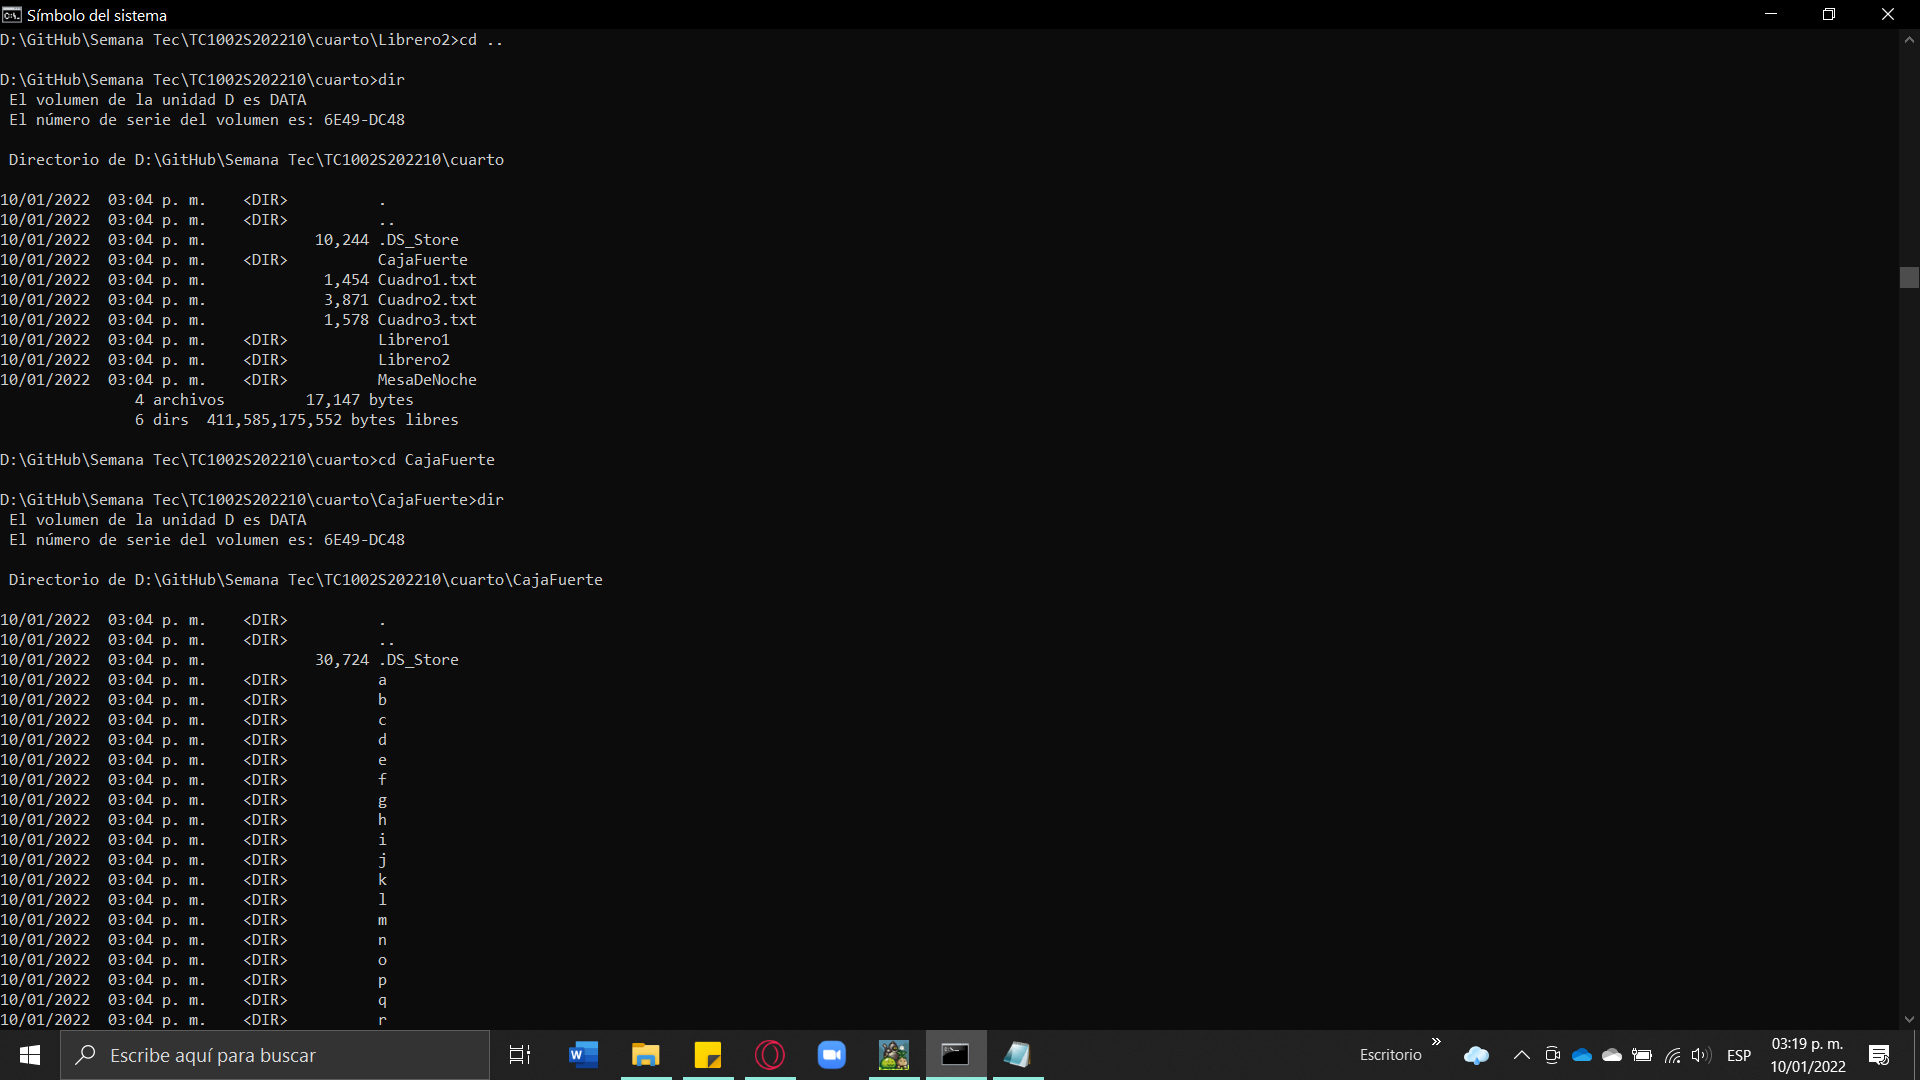 Símbolo del sistema
D:\GitHub\Semana Tec\TC1002S202210\cuarto\Librero2>cd ..
D:\GitHub\Semana Tec\TC1002S202210\cuarto>dir
El volumen de la unidad D es DATA
El número de serie del volumen es: 6E49-DC48
Directorio de D:\GitHub\Semana Tec\TC1002S202210\cuarto
10/01/2022  03:04 p. m.    <DIR>          .
10/01/2022  03:04 p. m.    <DIR>          ..
10/01/2022  03:04 p. m.            10,244 .DS_Store
10/01/2022  03:04 p. m.    <DIR>          CajaFuerte
10/01/2022  03:04 p. m.             1,454 Cuadro1.txt
10/01/2022  03:04 p. m.             3,871 Cuadro2.txt
10/01/2022  03:04 p. m.             1,578 Cuadro3.txt
10/01/2022  03:04 p. m.    <DIR>          Librero1
10/01/2022  03:04 p. m.    <DIR>          Librero2
10/01/2022  03:04 p. m.    <DIR>          MesaDeNoche
4 archivos         17,147 bytes
6 dirs  411,585,175,552 bytes libres
D:\GitHub\Semana Tec\TC1002S202210\cuarto>cd CajaFuerte
D:\GitHub\Semana Tec\TC1002S202210\cuarto\CajaFuerte>dir
El volumen de la unidad D es DATA
El número de serie del volumen es: 6E49-DC48
Directorio de D:\GitHub\Semana Tec\TC1002S202210\cuarto\CajaFuerte
10/01/2022  03:04 p. m.    <DIR>          .
10/01/2022  03:04 p. m.    <DIR>          ..
10/01/2022  03:04 p. m.            30,724 .DS_Store
10/01/2022  03:04 p. m.    <DIR>          a
10/01/2022  03:04 p. m.    <DIR>          b
10/01/2022  03:04 p. m.    <DIR>          c
10/01/2022  03:04 p. m.    <DIR>          d
10/01/2022  03:04 p. m.    <DIR>          e
10/01/2022  03:04 p. m.    <DIR>          f
10/01/2022  03:04 p. m.    <DIR>          g
10/01/2022  03:04 p. m.    <DIR>          h
10/01/2022  03:04 p. m.    <DIR>          i
10/01/2022  03:04 p. m.    <DIR>          j
10/01/2022  03:04 p. m.    <DIR>          k
10/01/2022  03:04 p. m.    <DIR>          l
10/01/2022  03:04 p. m.    <DIR>          m
10/01/2022  03:04 p. m.    <DIR>          n
10/01/2022  03:04 p. m.    <DIR>          o
10/01/2022  03:04 p. m.    <DIR>          p
10/01/2022  03:04 p. m.    <DIR>          q
10/01/2022  03:04 p. m.    <DIR>          r
Escribe aquí para buscar
Escritorio
ESP
03:19 p. m.
10/01/2022